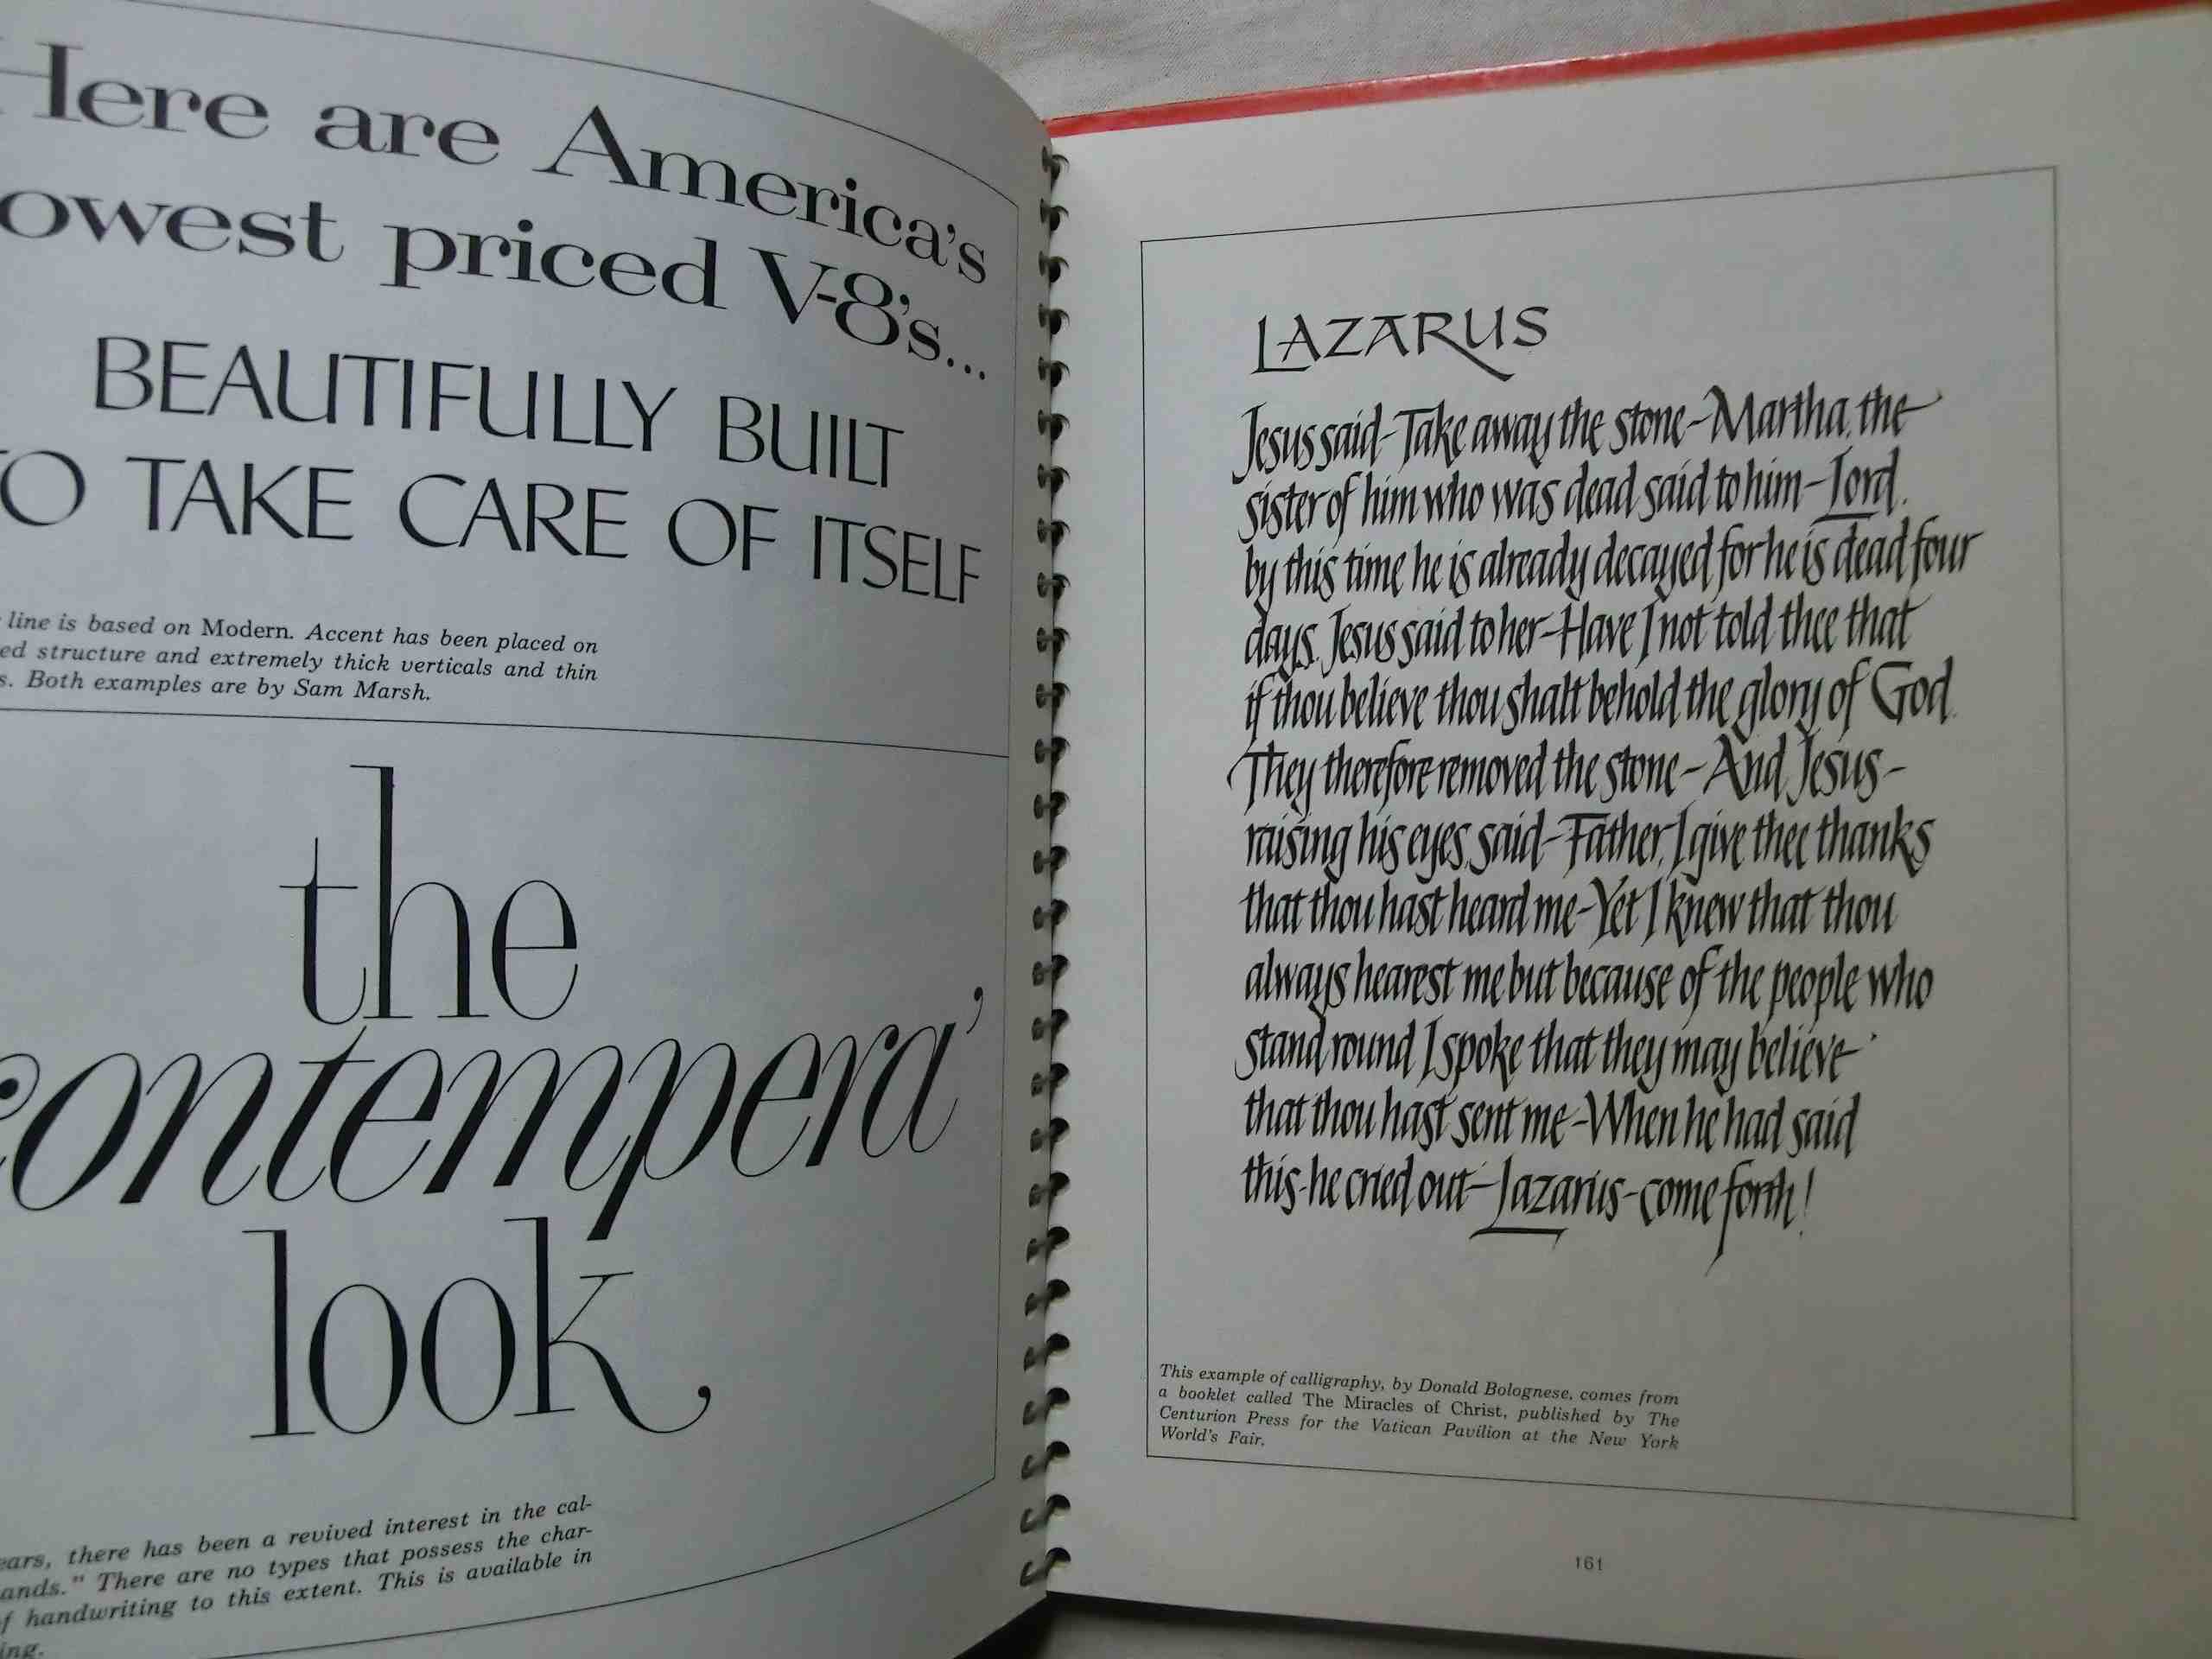 Here are America's
owest priced V-8's...
BEAUTIFULLY BUILT
TO TAKE CARE OF ITSELF
line is based on Modern. Accent has been placed on
ed structure and extremely thick verticals and thin
s. Both examples are by Sam Marsh.
the
contempera'
look
ears, there has been a revived interest in the cal-
ands." There are no types that possess the char-
of handwriting to this extent. This is available in
ing.
LAZARUS
Jesus said-Take away the stone-Martha, the
sister of him who was dead said to him-Lord,
by this time he is already decayed for he is dead four
days. Jesus said to her-Have I not told thee that
if thou believe thou shalt behold the glory of God.
They therefore removed the stone-And Jesus-
raising his eyes, said-Father, I give thee thanks
that thou hast heard me-Yet I knew that thou
always hearest me but because of the people who
stand round I spoke that they may believe
that thou hast sent me-When he had said
this-he cried out-Lazarus-come forth!
This example of calligraphy, by Donald Bolognese, comes from
a booklet called The Miracles of Christ, published by The
Centurion Press for the Vatican Pavilion at the New York
World's Fair.
161